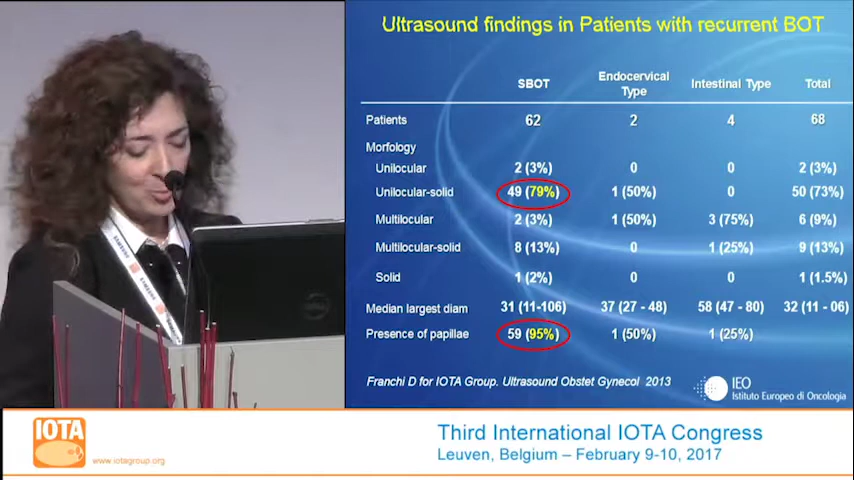 Ultrasound findings in Patients with recurrent BOT
SBOT Endocervical Type Intestinal Type Total
Patients 62 2 4 68
Morphology
Unilocular 2 (3%) 0 0 2 (3%)
Unilocular-solid 49 (79%) 1 (50%) 0 50 (73%)
Multilocular 2 (3%) 1 (50%) 3 (75%) 6 (9%)
Multilocular-solid 8 (13%) 0 1 (25%) 9 (13%)
Solid 1 (2%) 0 0 1 (1.5%)
Median largest diam 31 (11-106) 37 (27 - 48) 58 (47 - 80) 32 (11 - 06)
Presence of papillae 59 (95%) 1 (50%) 1 (25%)
Franchi D for IOTA Group. Ultrasound Obstet Gynecol 2013
IEO
Istituto Europeo di Oncologia
SAMSUNG
SAMSUNG
DELL
IOTA
www.iotagroup.org
Third International IOTA Congress
Leuven, Belgium – February 9-10, 2017